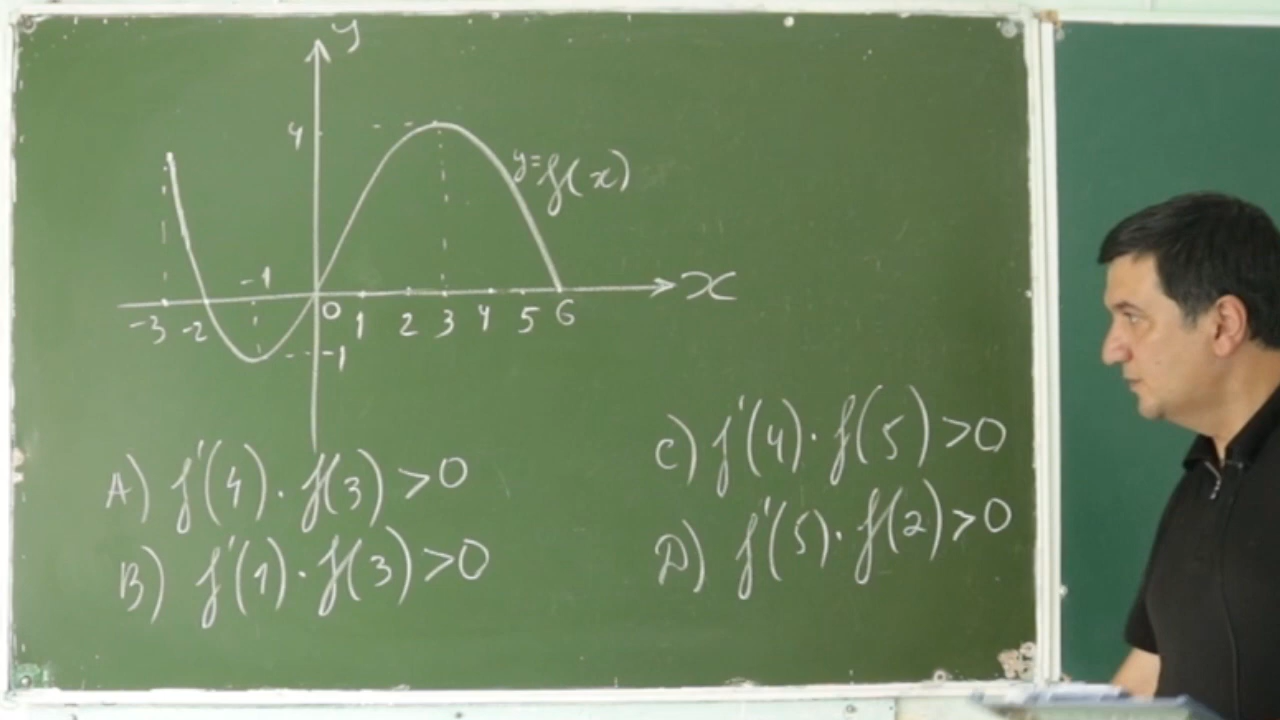 y
4
y=f(x)
-1
x
-3 -2 0 1 2 3 4 5 6
-1
A) f'(4)·f(3)>0
B) f'(1)·f(3)>0
C) f'(4)·f(5)>0
D) f'(5)·f(2)>0